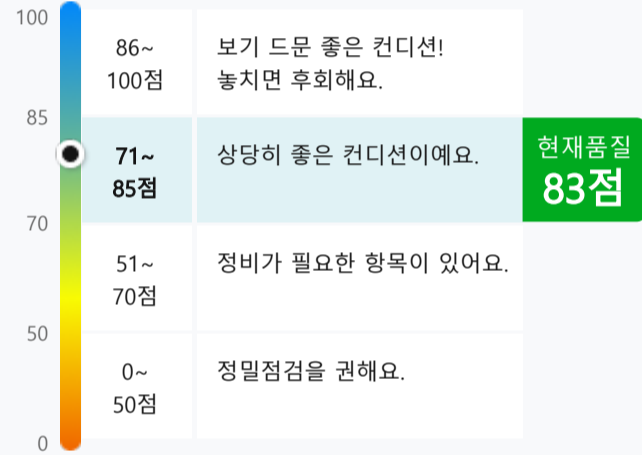 100
86~
100점
보기 드문 좋은 컨디션!
놓치면 후회해요.
85
71~
85점
상당히 좋은 컨디션이예요.
현재품질
83점
70
51~
70점
정비가 필요한 항목이 있어요.
50
0~
50점
정밀점검을 권해요.
0